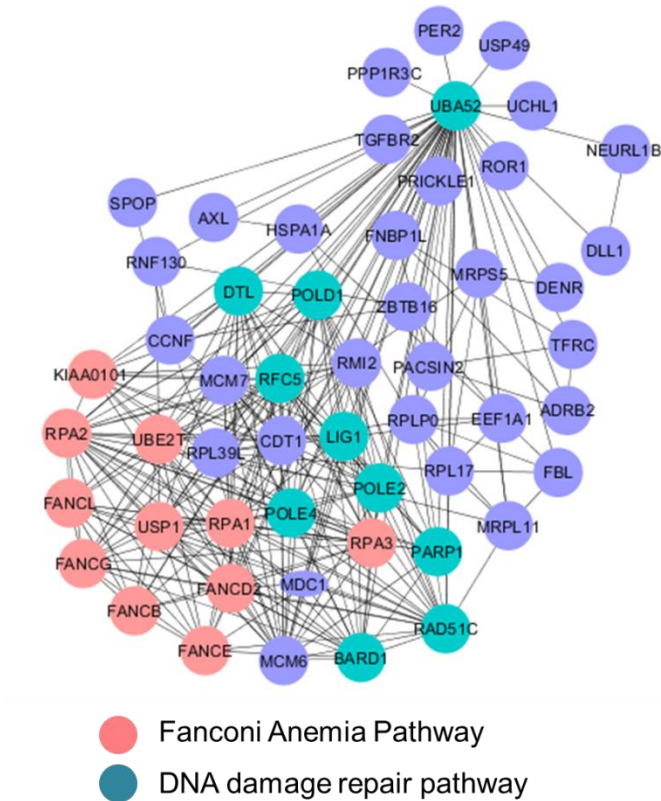 PER2
USP49
PPP1R3C
UBA52
UCHL1
TGFBR2
NEURL1B
ROR1
PRICKLE1
SPOP
AXL
HSPA1A
FNBP1L
DLL1
RNF130
MRPS5
DTL
POLD1
DENR
ZBTB16
CCNF
TFRC
KIAA0101
MCM7
RFC5
RMI2
PACSIN2
ADRB2
RPA2
UBE2T
RPL39L
CDT1
LIG1
RPLP0
EEF1A1
RPL17
FBL
FANCL
USP1
RPA1
POLE4
POLE2
MRPL11
RPA3
PARP1
FANCG
FANCD2
MDC1
FANCB
RAD51C
FANCE
MCM6
BARD1
Fanconi Anemia Pathway
DNA damage repair pathway